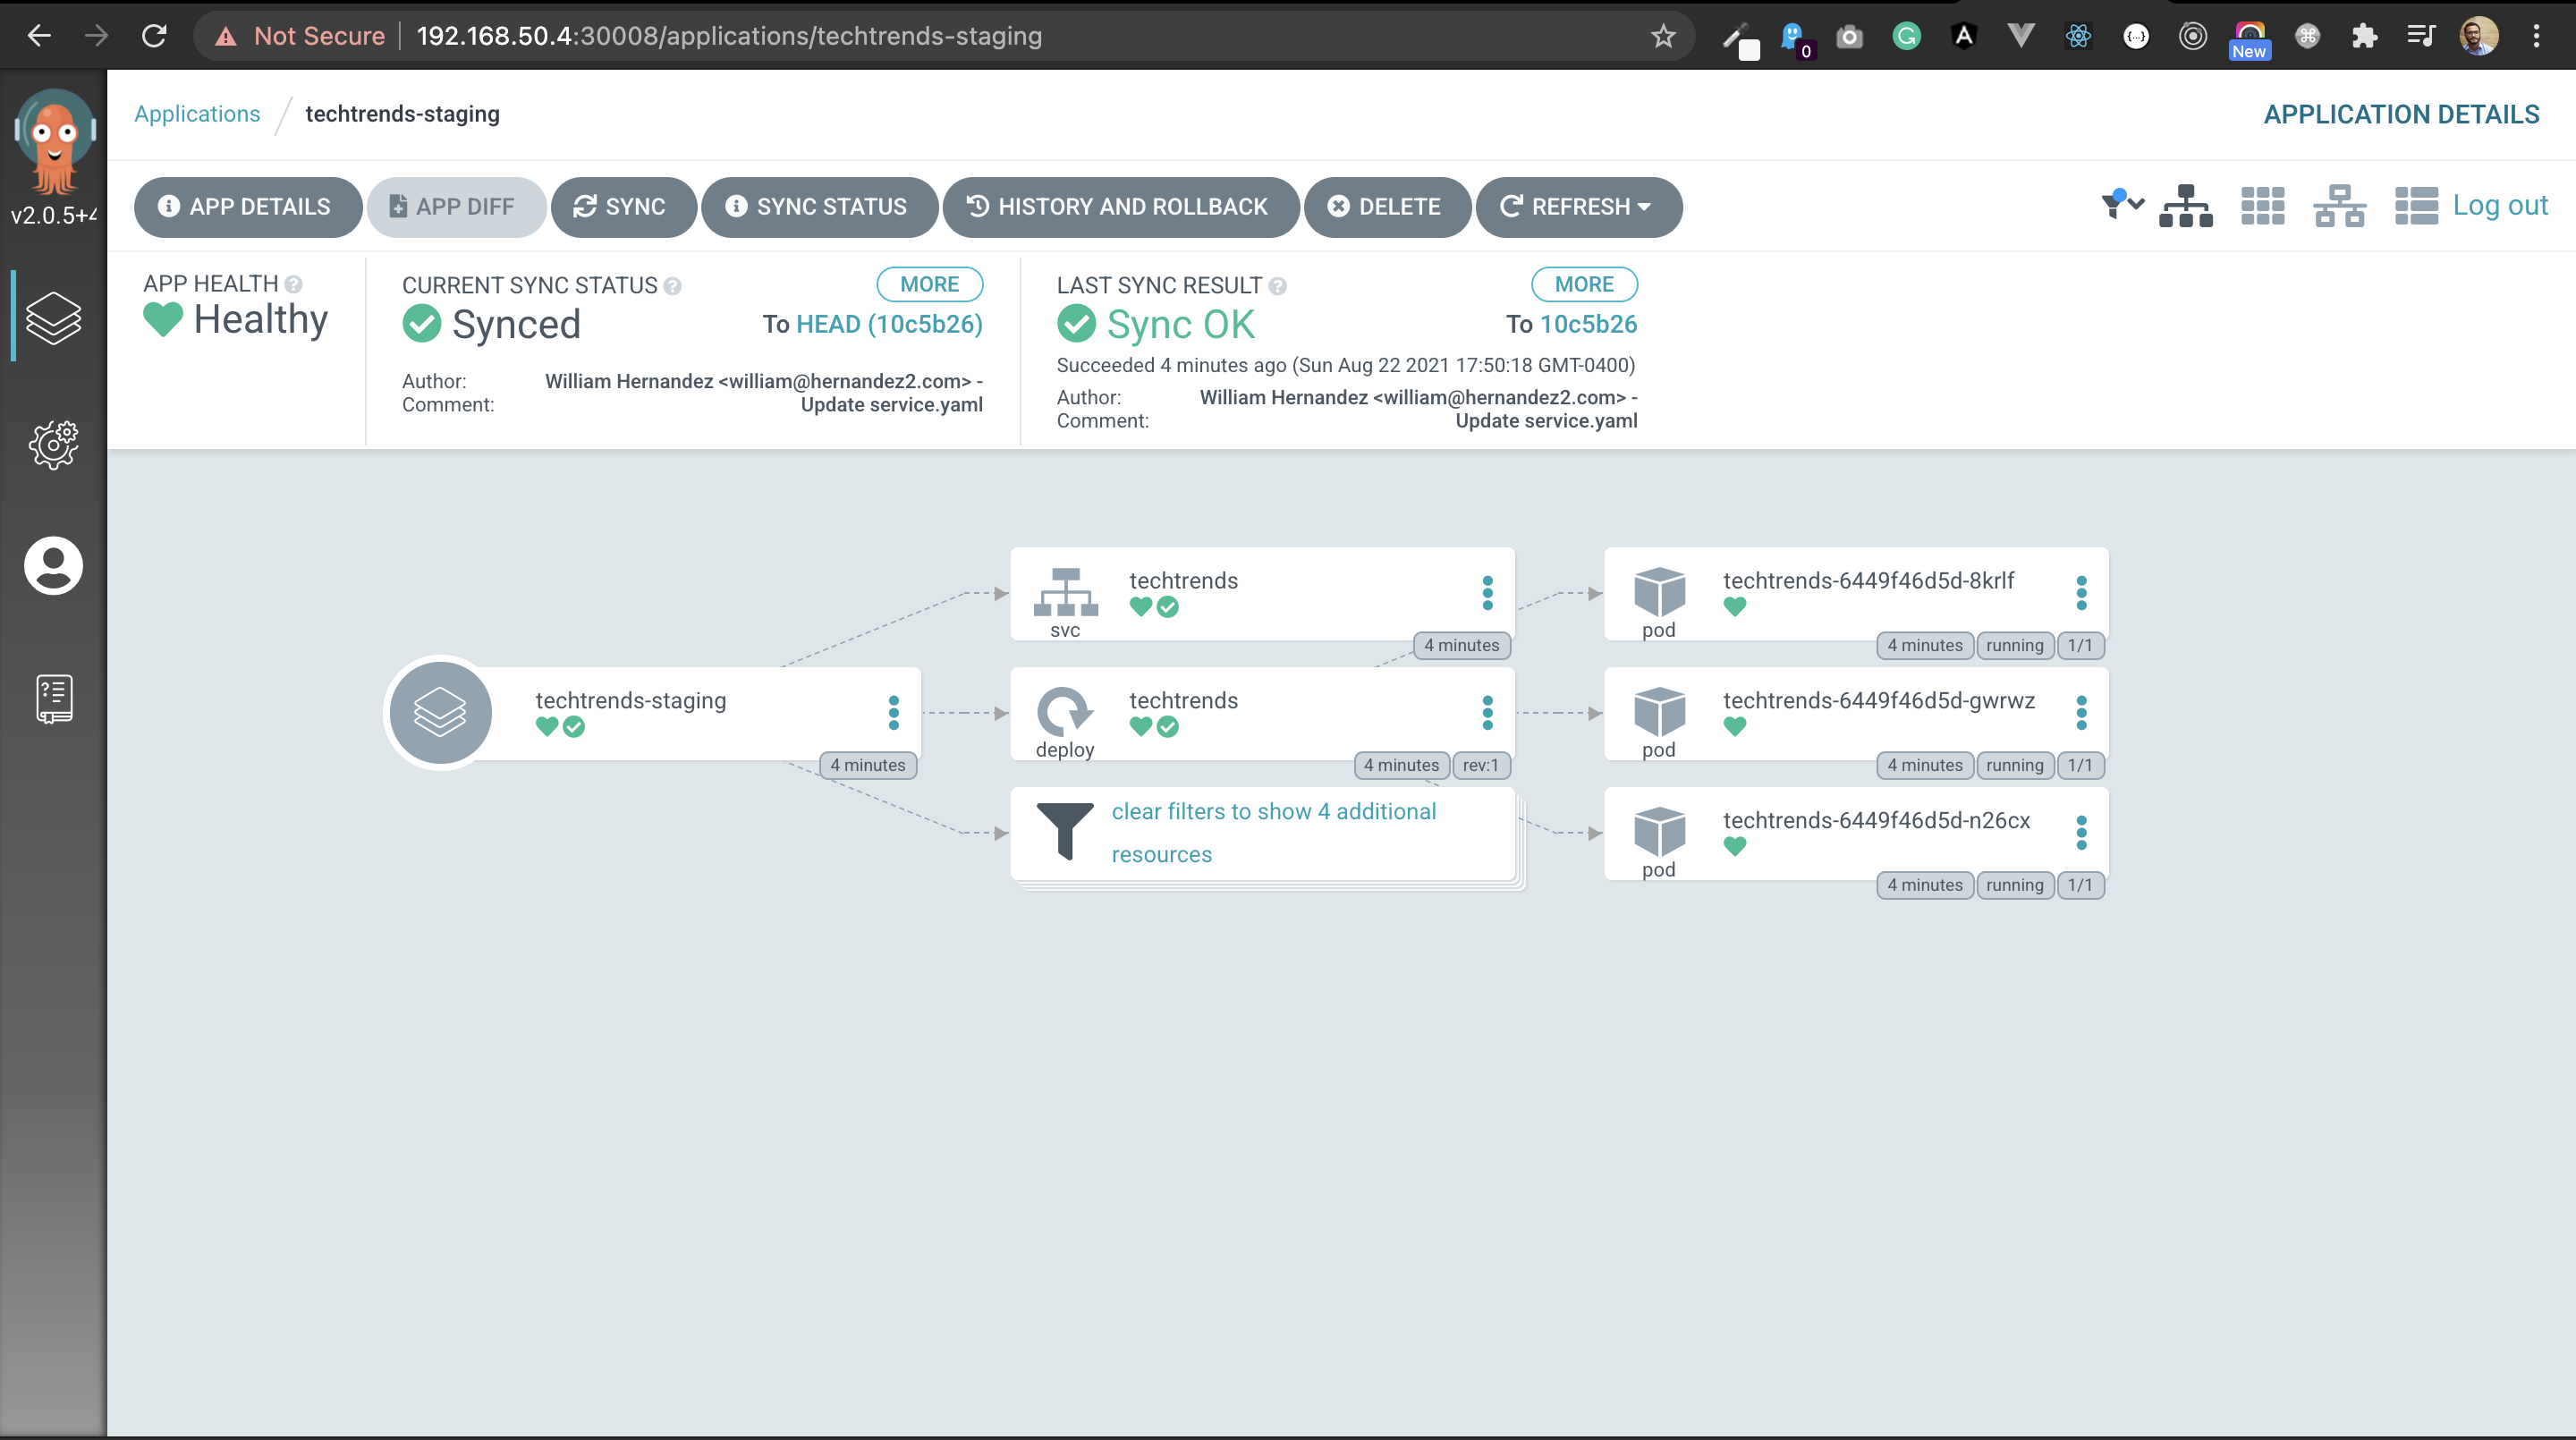 Not Secure
192.168.50.4:30008/applications/techtrends-staging
0
New
v2.0.5+4
Applications / techtrends-staging
APPLICATION DETAILS
APP DETAILS
APP DIFF
SYNC
SYNC STATUS
HISTORY AND ROLLBACK
DELETE
REFRESH
Log out
APP HEALTH
Healthy
CURRENT SYNC STATUS
MORE
Synced
To HEAD (10c5b26)
Author: William Hernandez <william@hernandez2.com> -
Comment: Update service.yaml
LAST SYNC RESULT
MORE
Sync OK
To 10c5b26
Succeeded 4 minutes ago (Sun Aug 22 2021 17:50:18 GMT-0400)
Author: William Hernandez <william@hernandez2.com> -
Comment: Update service.yaml
techtrends-staging
4 minutes
techtrends
svc
4 minutes
techtrends
deploy
4 minutes
rev:1
clear filters to show 4 additional
resources
techtrends-6449f46d5d-8krlf
pod
4 minutes
running
1/1
techtrends-6449f46d5d-gwrwz
pod
4 minutes
running
1/1
techtrends-6449f46d5d-n26cx
pod
4 minutes
running
1/1